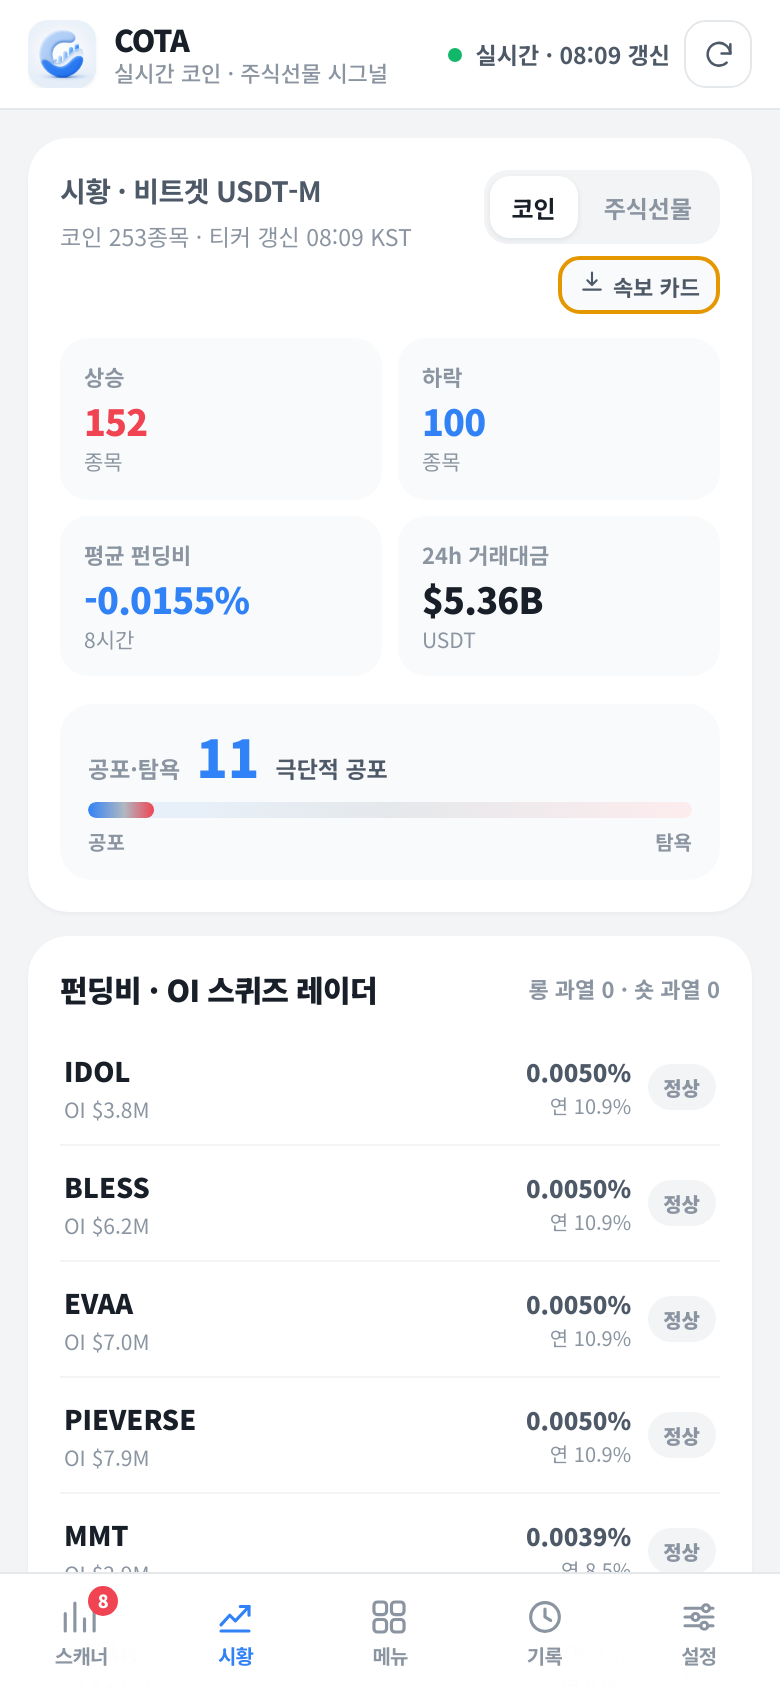 COTA
실시간 코인 · 주식선물 시그널
실시간 · 08:09 갱신
시황 · 비트겟 USDT-M
코인 253종목 · 티커 갱신 08:09 KST
코인
주식선물
속보 카드
상승
152
종목
하락
100
종목
평균 펀딩비
-0.0155%
8시간
24h 거래대금
$5.36B
USDT
공포·탐욕 11 극단적 공포
공포
탐욕
펀딩비 · OI 스퀴즈 레이더
롱 과열 0 · 숏 과열 0
IDOL
OI $3.8M
0.0050%
연 10.9%
정상
BLESS
OI $6.2M
0.0050%
연 10.9%
정상
EVAA
OI $7.0M
0.0050%
연 10.9%
정상
PIEVERSE
OI $7.9M
0.0050%
연 10.9%
정상
MMT
0.0039%
연 8.5%
정상
8
스캐너
시황
메뉴
기록
설정